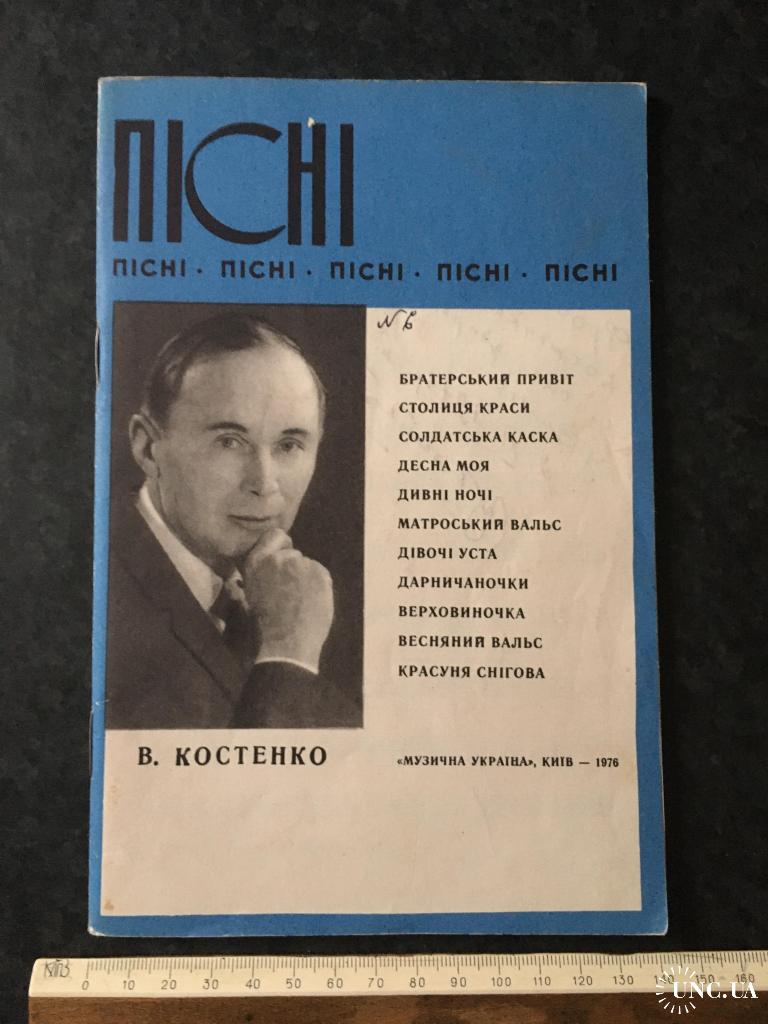 ПІСНІ
ПІСНІ · ПІСНІ · ПІСНІ · ПІСНІ · ПІСНІ
БРАТЕРСЬКИЙ ПРИВІТ
СТОЛИЦЯ КРАСИ
СОЛДАТСЬКА КАСКА
ДЕСНА МОЯ
ДИВНІ НОЧІ
МАТРОСЬКИЙ ВАЛЬС
ДІВОЧІ УСТА
ДАРНИЧАНОЧКИ
ВЕРХОВИНОЧКА
ВЕСНЯНИЙ ВАЛЬС
КРАСУНЯ СНІГОВА
В. КОСТЕНКО
«МУЗИЧНА УКРАЇНА», КИЇВ — 1976
0 10 20 30 40 50 60 70 80 90 100 110 120 130 140 150 160
UNC.UA